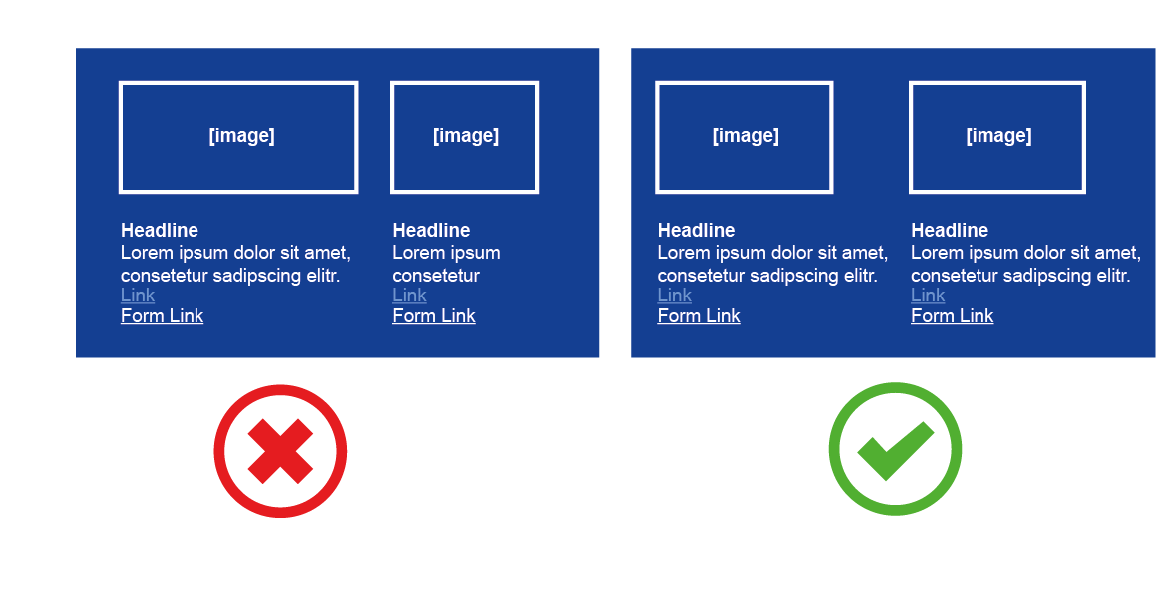 [image]
Headline
Lorem ipsum dolor sit amet,
consetetur sadipscing elitr.
Link
Form Link
[image]
Headline
Lorem ipsum
consetetur
Link
Form Link
[image]
Headline
Lorem ipsum dolor sit amet,
consetetur sadipscing elitr.
Link
Form Link
[image]
Headline
Lorem ipsum dolor sit amet,
consetetur sadipscing elitr.
Link
Form Link